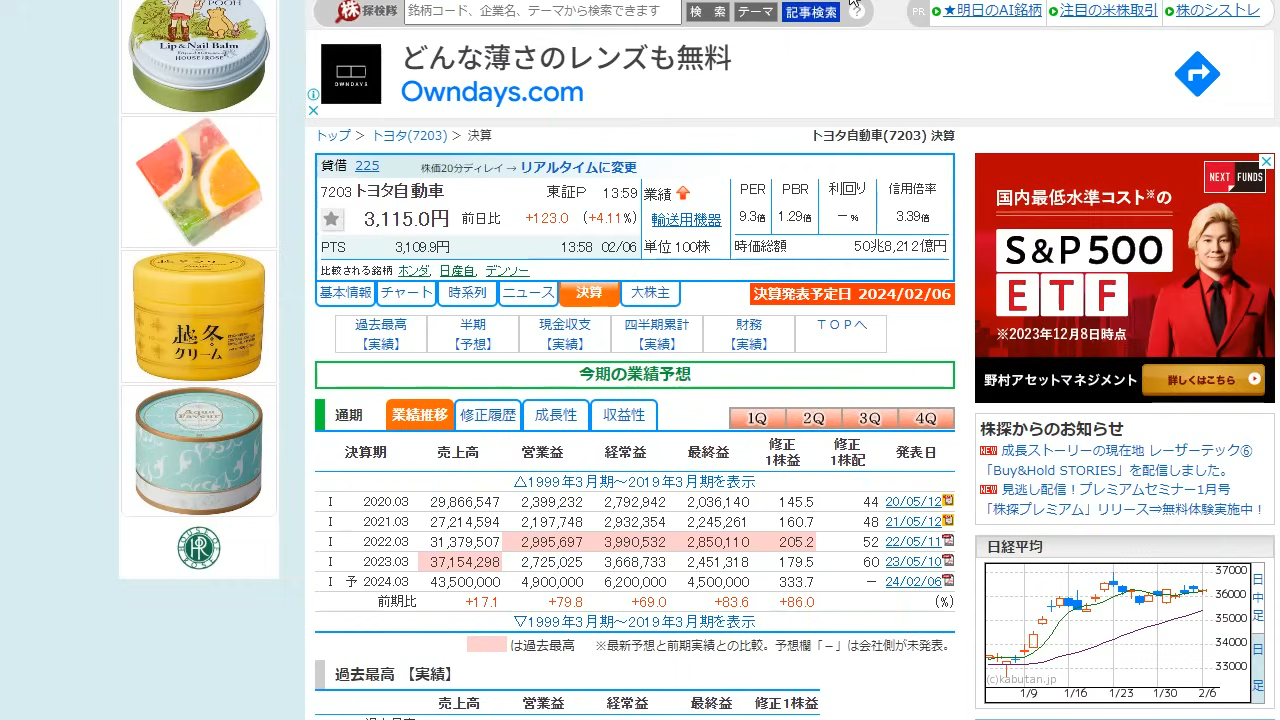 POOH
Lip & Nail Balm
HOUSE OF ROSE
越冬クリーム
越冬
クリーム
Aqua
Favour
HOUSE OF ROSE
HR
株 探検隊 銘柄コード、企業名、テーマから検索できます 検 索 テーマ 記事検索 ?
PR ★明日のAI銘柄 注目の米株取引 株のシストレ
OWNDAYS
どんな薄さのレンズも無料
Owndays.com
トップ > トヨタ(7203) > 決算
トヨタ自動車(7203) 決算
貸借 225 株価20分ディレイ → リアルタイムに変更
7203 トヨタ自動車 東証P 13:59
3,115.0円 前日比 +123.0 (+4.11%)
PTS 3,109.9円 13:58 02/06
業績
輸送用機器
単位 100株
PER PBR 利回り 信用倍率
9.3倍 1.29倍 －% 3.39倍
時価総額 50兆8,212億円
比較される銘柄 ホンダ, 日産自, デンソー
基本情報 チャート 時系列 ニュース 決算 大株主
決算発表予定日 2024/02/06
過去最高【実績】 半期【予想】 現金収支【実績】 四半期累計【実績】 財務【実績】 ＴＯＰへ
今期の業績予想
通期 業績推移 修正履歴 成長性 収益性 1Q 2Q 3Q 4Q
決算期 売上高 営業益 経常益 最終益 修正1株益 修正1株配 発表日
△1999年3月期～2019年3月期を表示
I 2020.03 29,866,547 2,399,232 2,792,942 2,036,140 145.5 44 20/05/12
I 2021.03 27,214,594 2,197,748 2,932,354 2,245,261 160.7 48 21/05/12
I 2022.03 31,379,507 2,995,697 3,990,532 2,850,110 205.2 52 22/05/11
I 2023.03 37,154,298 2,725,025 3,668,733 2,451,318 179.5 60 23/05/10
I 予 2024.03 43,500,000 4,900,000 6,200,000 4,500,000 333.7 － 24/02/06
前期比 +17.1 +79.8 +69.0 +83.6 +86.0 (%)
▽1999年3月期～2019年3月期を表示
は過去最高 ※最新予想と前期実績との比較。予想欄「－」は会社側が未発表。
過去最高 【実績】
売上高 営業益 経常益 最終益 修正1株益
NEXT FUNDS
国内最低水準コスト※の
S&P500
ETF
※2023年12月8日時点
野村アセットマネジメント 詳しくはこちら
株探からのお知らせ
NEW 成長ストーリーの現在地 レーザーテック⑥
「Buy&Hold STORIES」を配信しました。
NEW 見逃し配信！プレミアムセミナー1月号
「株探プレミアム」リリース⇒無料体験実施中！
日経平均
37000
36000
35000
34000
33000
(c)kabutan.jp
1/9 1/16 1/23 1/30 2/6
日中足
日足